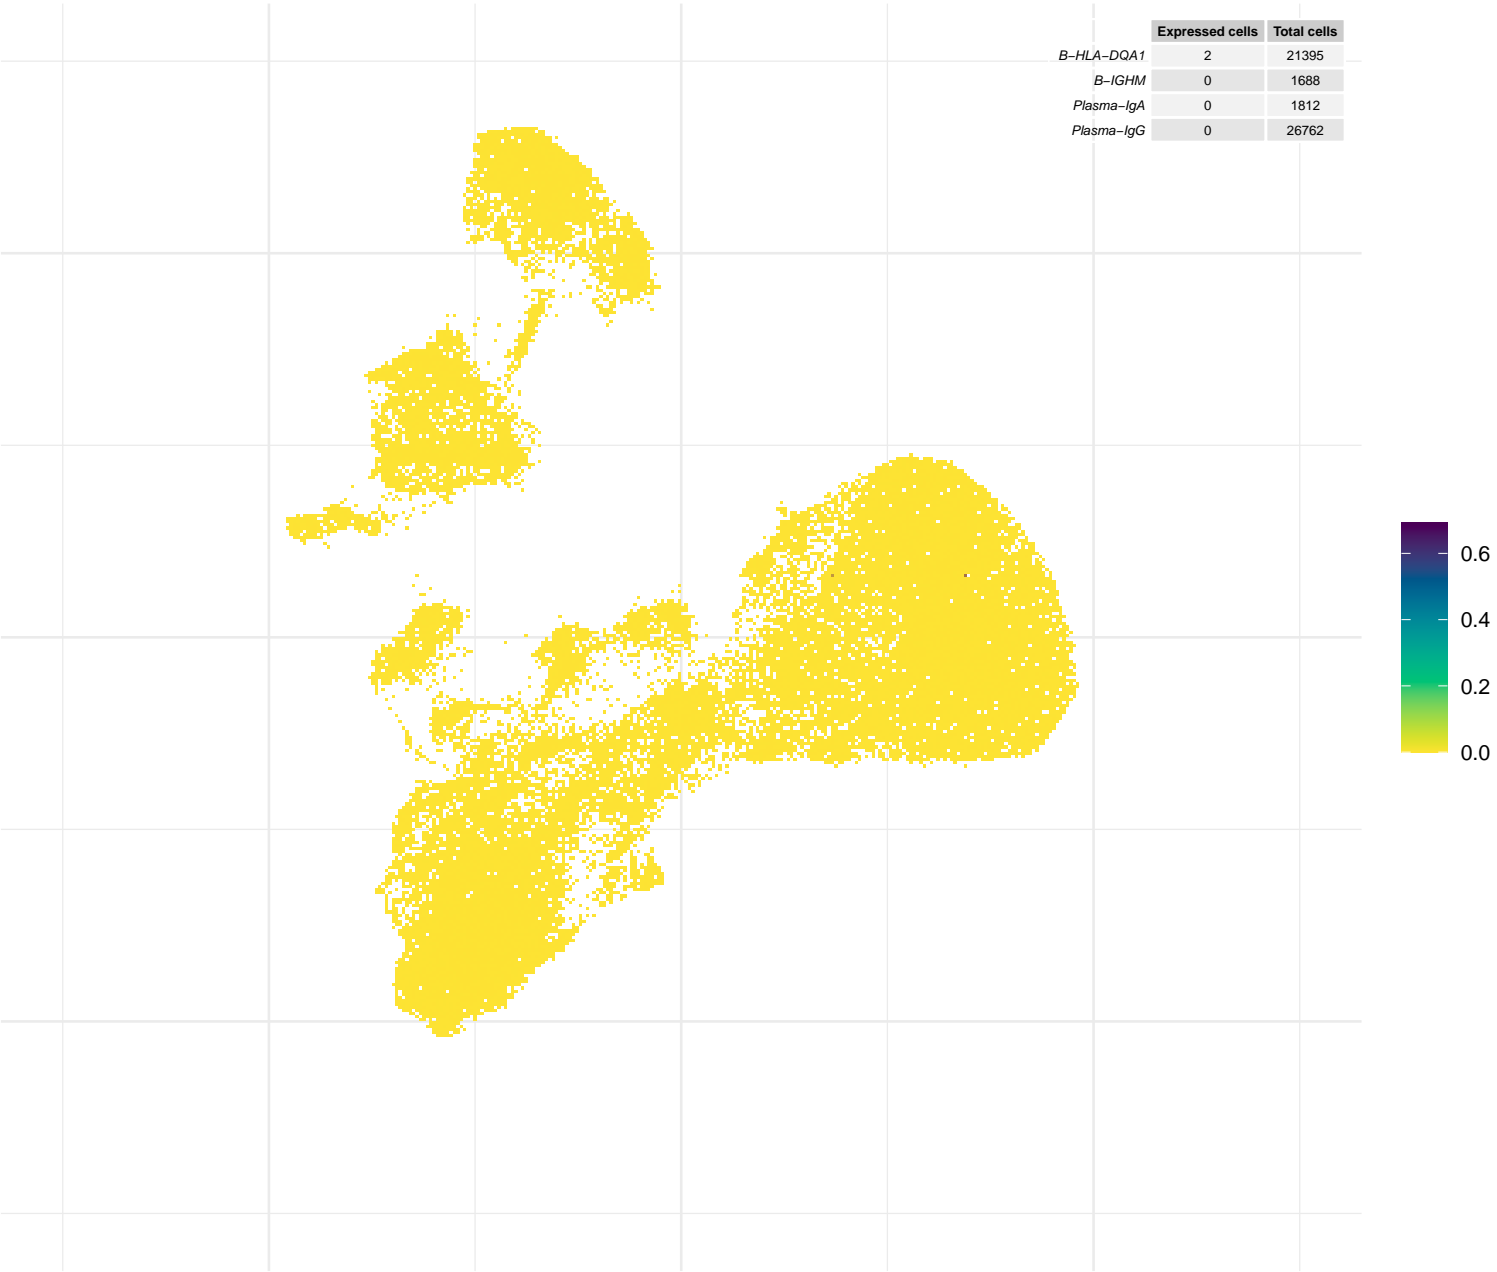 Expressed cells Total cells
B–HLA–DQA1 2 21395
B–IGHM 0 1688
Plasma–IgA 0 1812
Plasma–IgG 0 26762
0.6
0.4
0.2
0.0